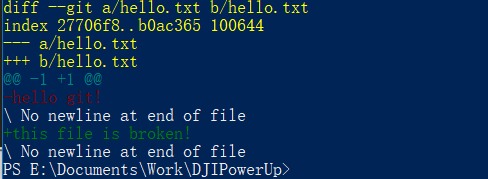 diff --git a/hello.txt b/hello.txt
index 27706f8..b0ac365 100644
--- a/hello.txt
+++ b/hello.txt
@@ -1 +1 @@
-hello git!
\ No newline at end of file
+this file is broken!
\ No newline at end of file
PS E:\Documents\Work\DJIPowerUp>